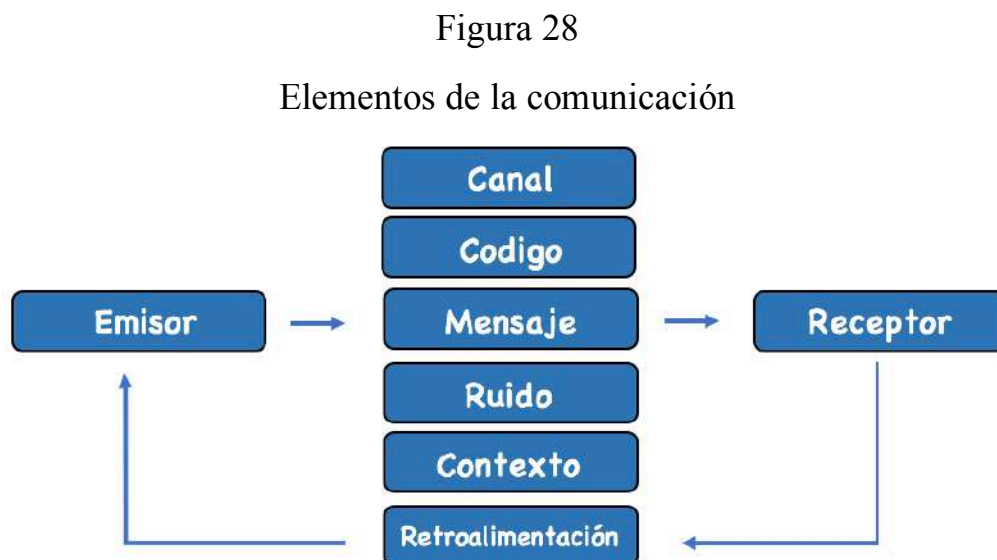 Figura 28
Elementos de la comunicación
Canal
Codigo
Emisor
Mensaje
Receptor
Ruido
Contexto
Retroalimentación